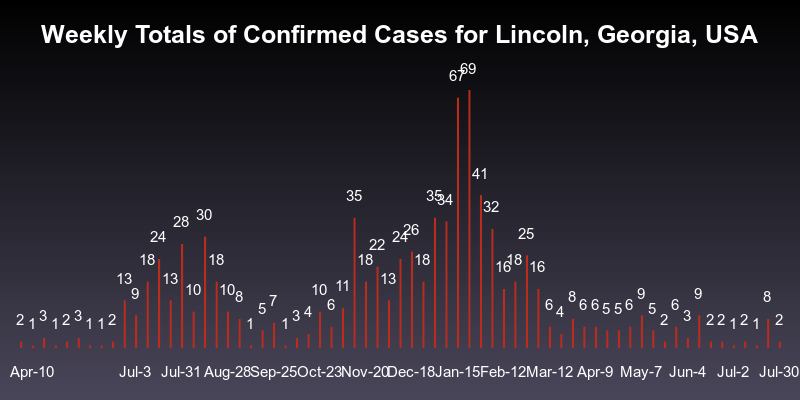 Weekly Totals of Confirmed Cases for Lincoln, Georgia, USA
2 1 3 1 2 3 1 1 2 13 9 18 24 13 28 10 30 18 10 8 1 5 7 1 3 4 10 6 11 35 18 22 13 24 26 18 35 34 67 69 41 32 16 18 25 16 6 4 8 6 6 5 5 6 9 5 2 6 3 9 2 2 1 2 1 8 2
Apr-10 Jul-3 Jul-31 Aug-28 Sep-25 Oct-23 Nov-20 Dec-18 Jan-15 Feb-12 Mar-12 Apr-9 May-7 Jun-4 Jul-2 Jul-30